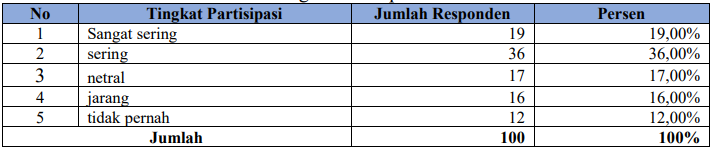 No Tingkat Partisipasi Jumlah Responden Persen
1 Sangat sering 19 19,00%
2 sering 36 36,00%
3 netral 17 17,00%
4 jarang 16 16,00%
5 tidak pernah 12 12,00%
Jumlah 100 100%